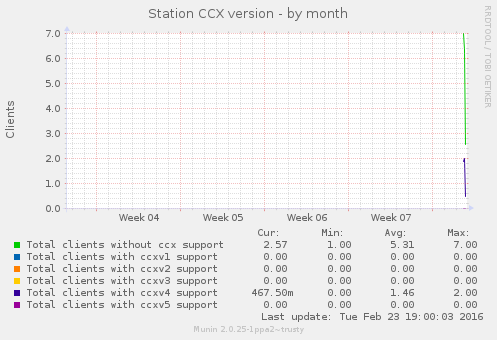 Station CCX version - by month
RRDTOOL / TOBI OETIKER
Clients
7.0
6.0
5.0
4.0
3.0
2.0
1.0
0.0
Week 04 Week 05 Week 06 Week 07
Cur: Min: Avg: Max:
Total clients without ccx support 2.57 1.00 5.31 7.00
Total clients with ccxv1 support 0.00 0.00 0.00 0.00
Total clients with ccxv2 support 0.00 0.00 0.00 0.00
Total clients with ccxv3 support 0.00 0.00 0.00 0.00
Total clients with ccxv4 support 467.50m 0.00 1.46 2.00
Total clients with ccxv5 support 0.00 0.00 0.00 0.00
Last update: Tue Feb 23 19:00:03 2016
Munin 2.0.25-1ppa2~trusty